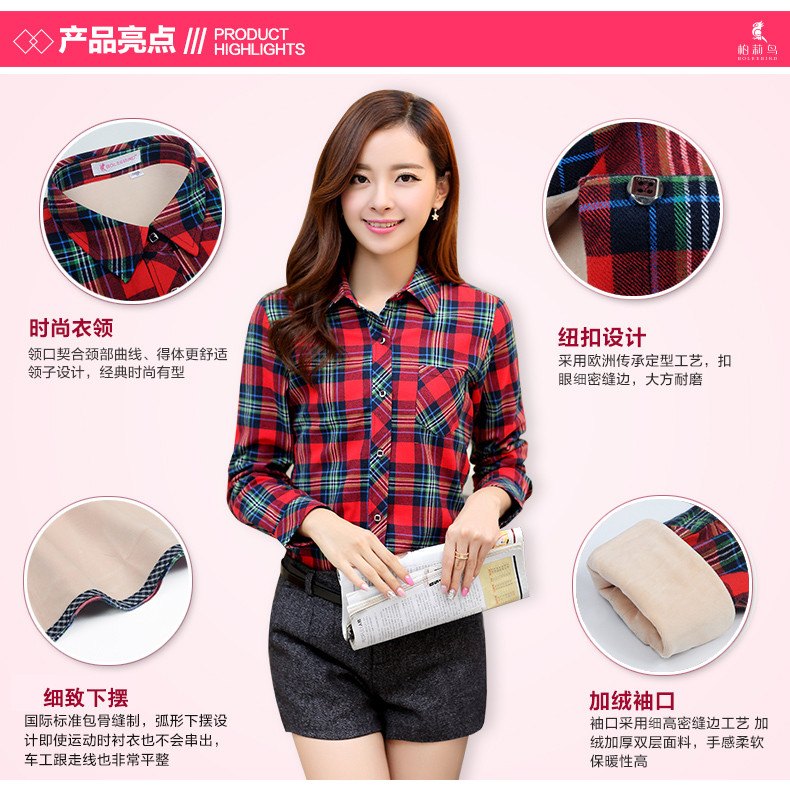 产品亮点
PRODUCT
HIGHLIGHTS
柏莉鸟
时尚衣领
领口契合颈部曲线、得体更舒适
领子设计，经典时尚有型
纽扣设计
采用欧洲传承定型工艺，扣
眼细密缝边，大方耐磨
细致下摆
国际标准包骨缝制，弧形下摆设
计即使运动时衬衣也不会串出，
车工跟走线也非常平整
加绒袖口
袖口采用细高密缝边工艺 加
绒加厚双层面料，手感柔软
保暖性高